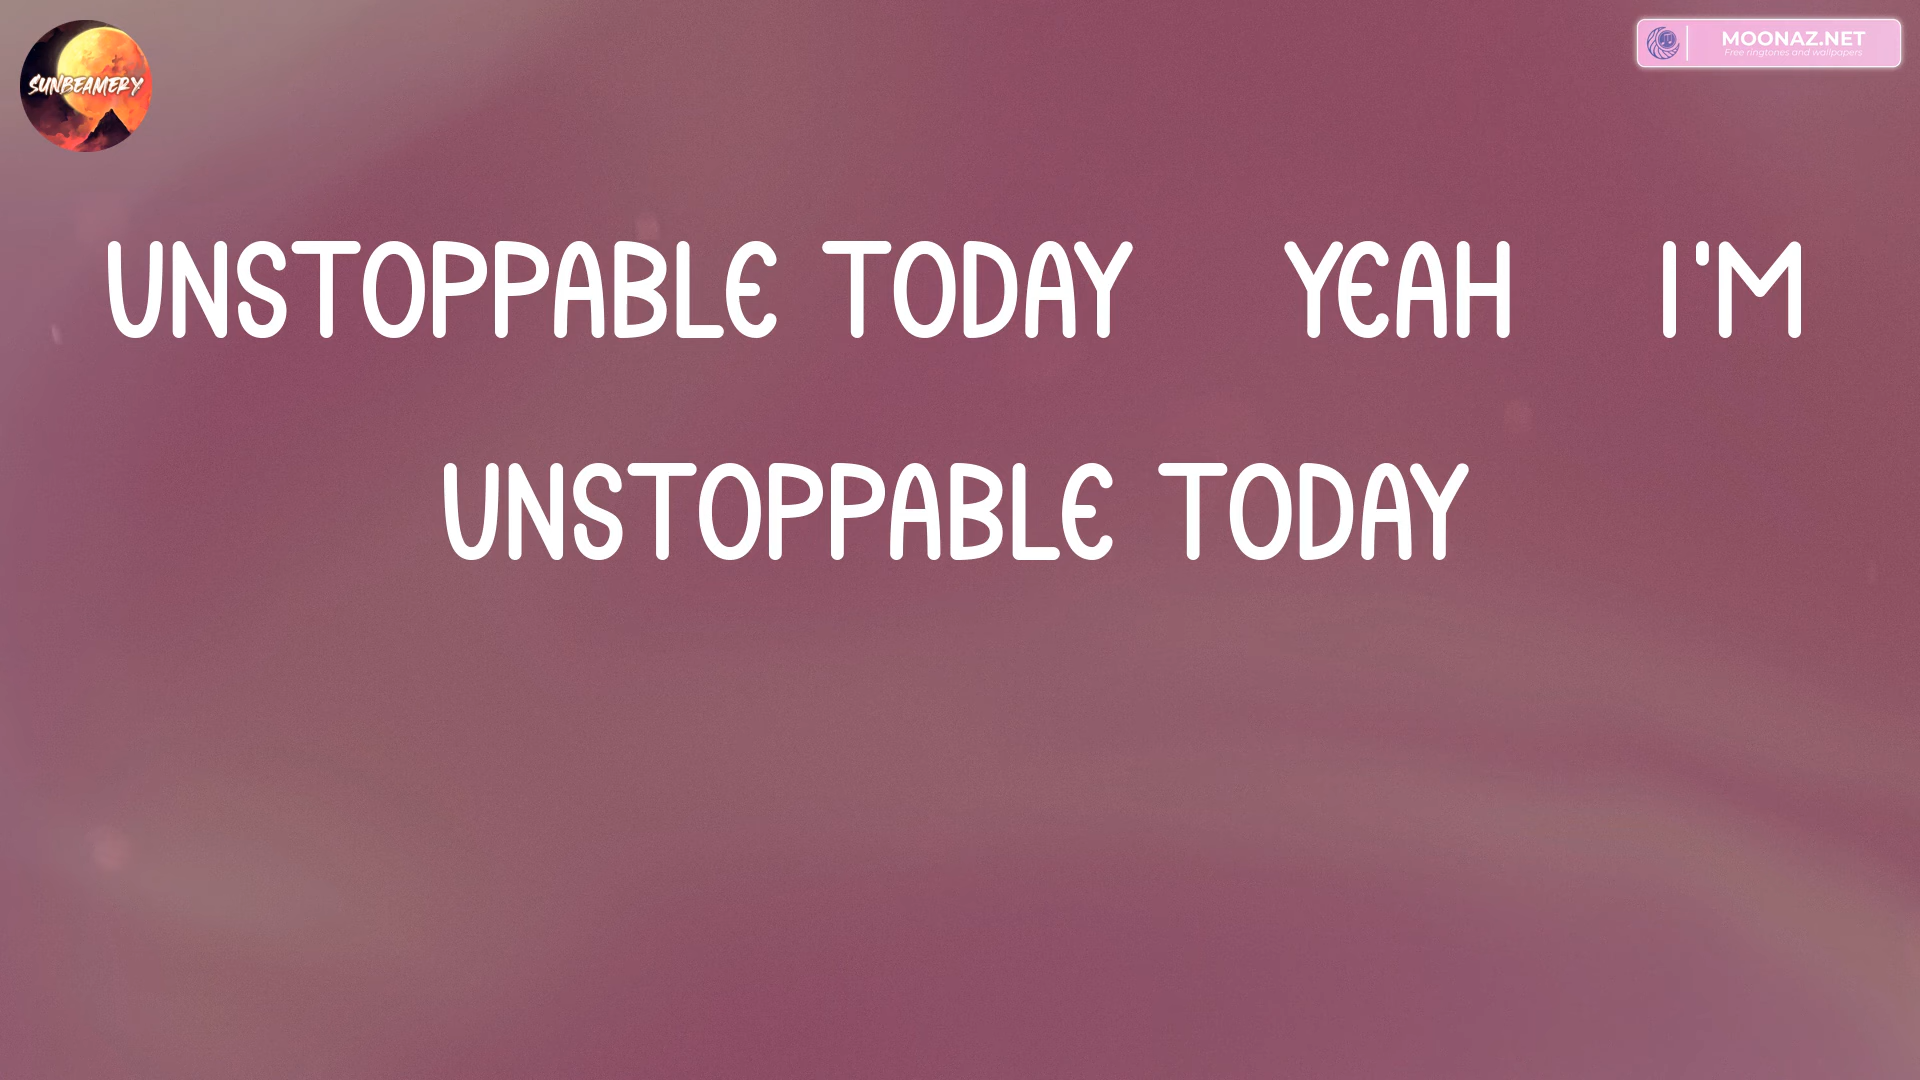 SUNBEAMERY
MOONAZ.NET
Free ringtones and wallpapers
UNSTOPPABLE TODAY YEAH I'M
UNSTOPPABLE TODAY